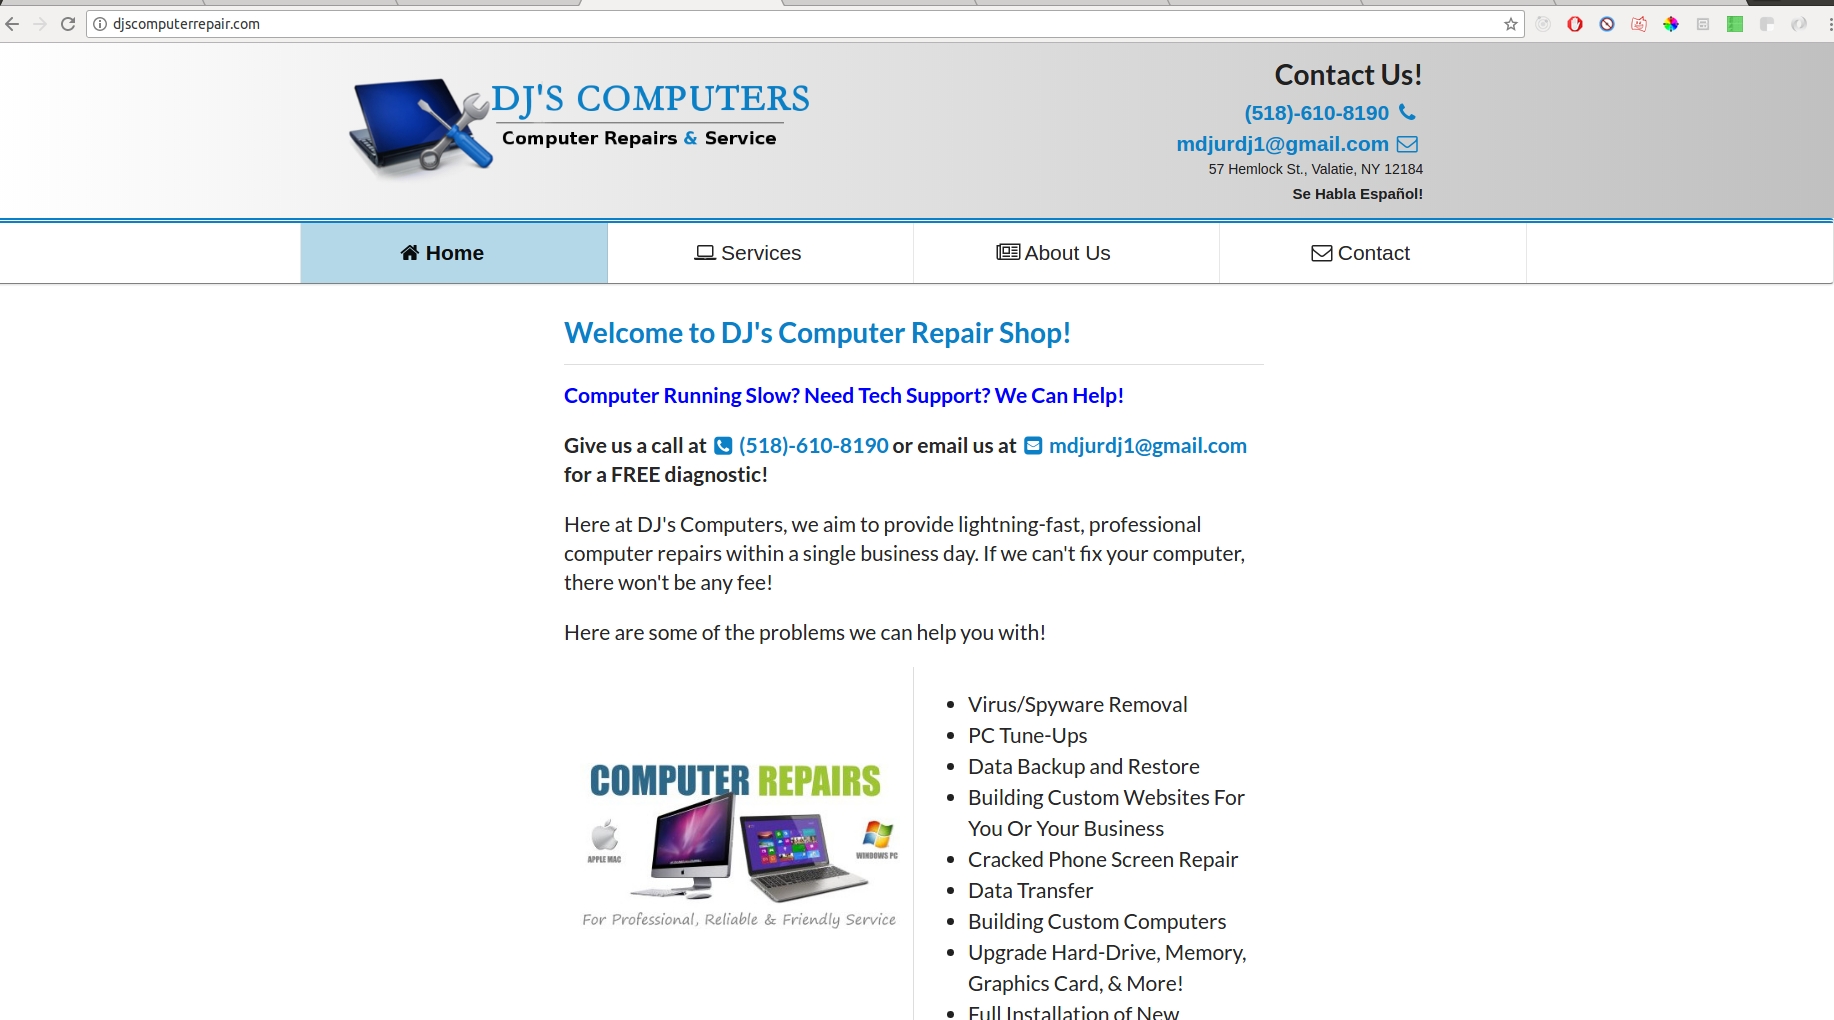 djscomputerrepair.com
DJ'S COMPUTERS
Computer Repairs & Service
Contact Us!
(518)-610-8190
mdjurdj1@gmail.com
57 Hemlock St., Valatie, NY 12184
Se Habla Español!
Home
Services
About Us
Contact
Welcome to DJ's Computer Repair Shop!
Computer Running Slow? Need Tech Support? We Can Help!
Give us a call at (518)-610-8190 or email us at mdjurdj1@gmail.com
for a FREE diagnostic!
Here at DJ's Computers, we aim to provide lightning-fast, professional
computer repairs within a single business day. If we can't fix your computer,
there won't be any fee!
Here are some of the problems we can help you with!
COMPUTER REPAIRS
APPLE MAC
WINDOWS PC
For Professional, Reliable & Friendly Service
Virus/Spyware Removal
PC Tune-Ups
Data Backup and Restore
Building Custom Websites For
You Or Your Business
Cracked Phone Screen Repair
Data Transfer
Building Custom Computers
Upgrade Hard-Drive, Memory,
Graphics Card, & More!
Full Installation of New